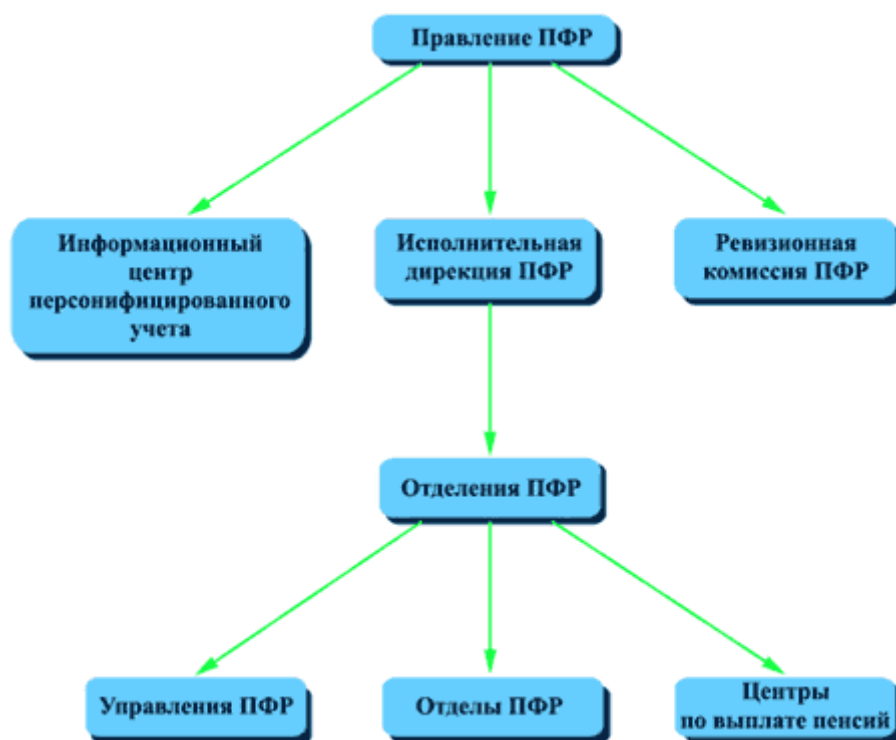 Правление ПФР
Информационный
центр
персонифицированного
учета
Исполнительная
дирекция ПФР
Ревизионная
комиссия ПФР
Отделения ПФР
Управления ПФР
Отделы ПФР
Центры
по выплате пенсий